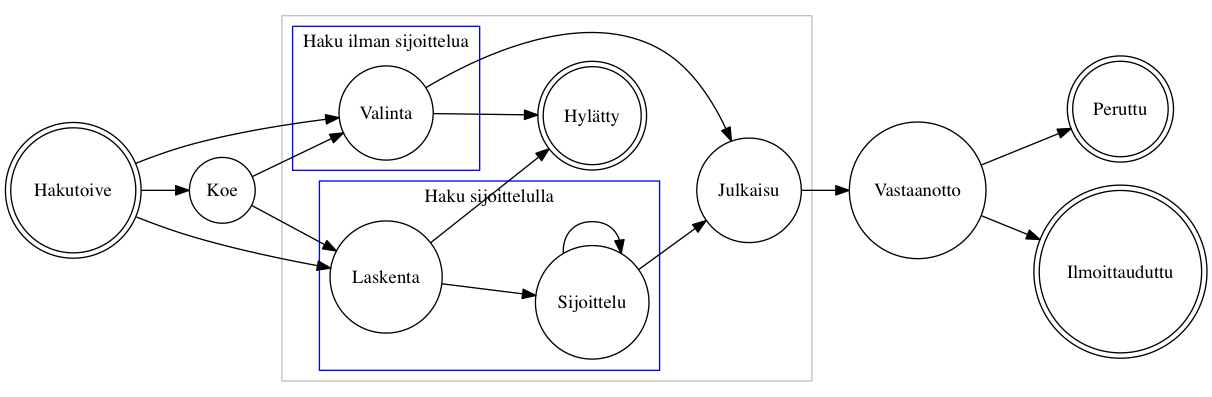 Haku ilman sijoittelua
Valinta
Hylätty
Peruttu
Hakutoive
Koe
Haku sijoittelulla
Julkaisu
Vastaanotto
Laskenta
Sijoittelu
Ilmoittauduttu